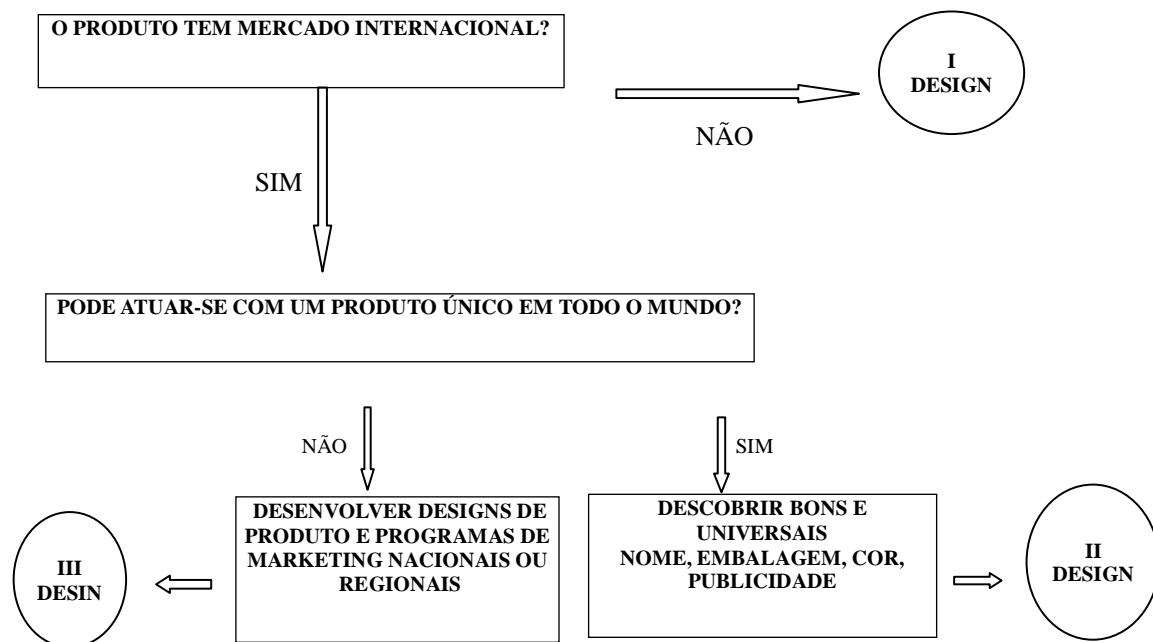 O PRODUTO TEM MERCADO INTERNACIONAL?
I
DESIGN
NÃO
SIM
PODE ATUAR-SE COM UM PRODUTO ÚNICO EM TODO O MUNDO?
NÃO
SIM
DESENVOLVER DESIGNS DE
PRODUTO E PROGRAMAS DE
MARKETING NACIONAIS OU
REGIONAIS
DESCOBRIR BONS E
UNIVERSAIS
NOME, EMBALAGEM, COR,
PUBLICIDADE
III
DESIN
II
DESIGN